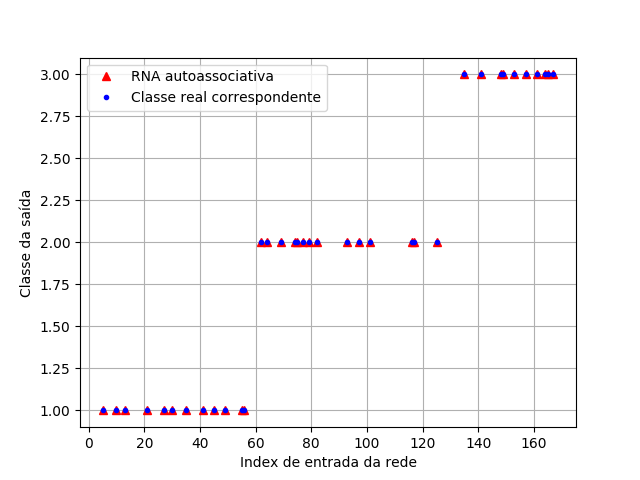 RNA autoassociativa
Classe real correspondente
3.00
2.75
2.50
2.25
2.00
1.75
1.50
1.25
1.00
Classe da saída
0 20 40 60 80 100 120 140 160
Index de entrada da rede